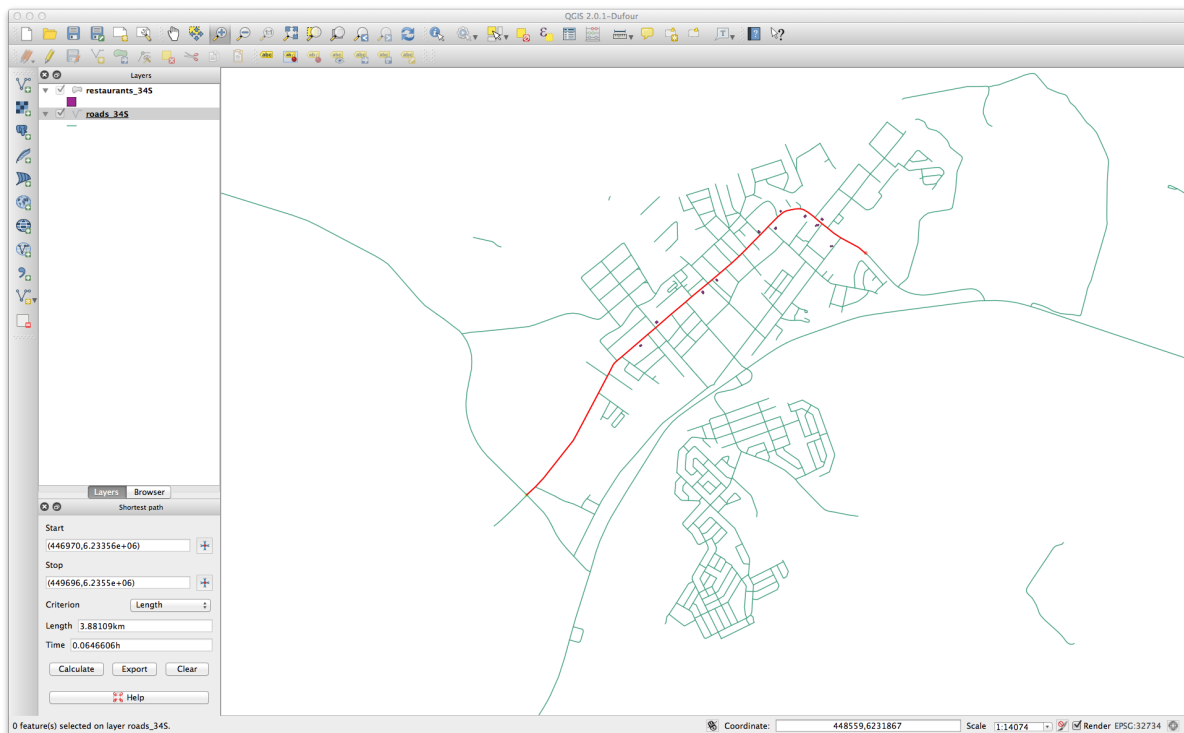 QGIS 2.0.1-Dufour
Layers
restaurants_34S
roads_34S
Layers
Browser
Shortest path
Start
(446970,6.23356e+06)
Stop
(449696,6.2355e+06)
Criterion
Length
Length
3.88109km
Time
0.0646606h
Calculate
Export
Clear
Help
0 feature(s) selected on layer roads_34S.
Coordinate:
448559,6231867
Scale
1:14074
Render
EPSG:32734